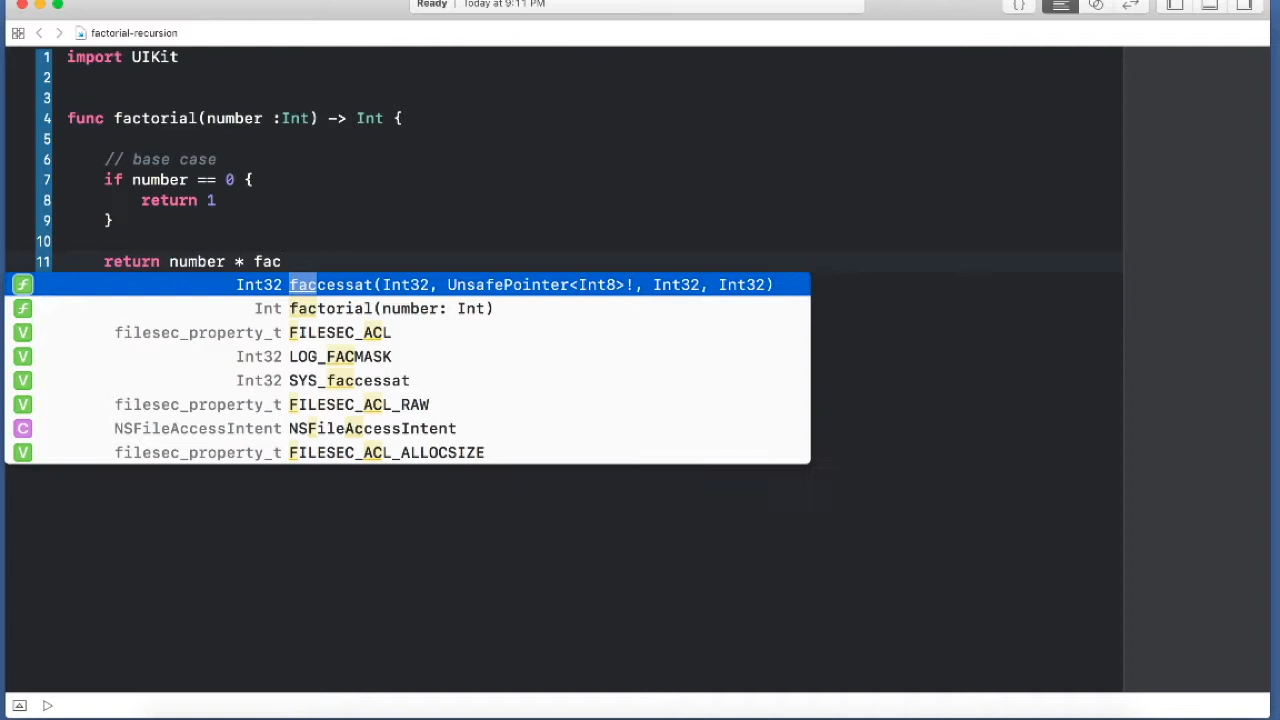 Ready | Today at 9:11 PM
{}
factorial-recursion
1 import UIKit
2
3
4 func factorial(number :Int) -> Int {
5
6 // base case
7 if number == 0 {
8 return 1
9 }
10
11 return number * fac
f Int32 faccessat(Int32, UnsafePointer<Int8>!, Int32, Int32)
f Int factorial(number: Int)
V filesec_property_t FILESEC_ACL
V Int32 LOG_FACMASK
V Int32 SYS_faccessat
V filesec_property_t FILESEC_ACL_RAW
C NSFileAccessIntent NSFileAccessIntent
V filesec_property_t FILESEC_ACL_ALLOCSIZE